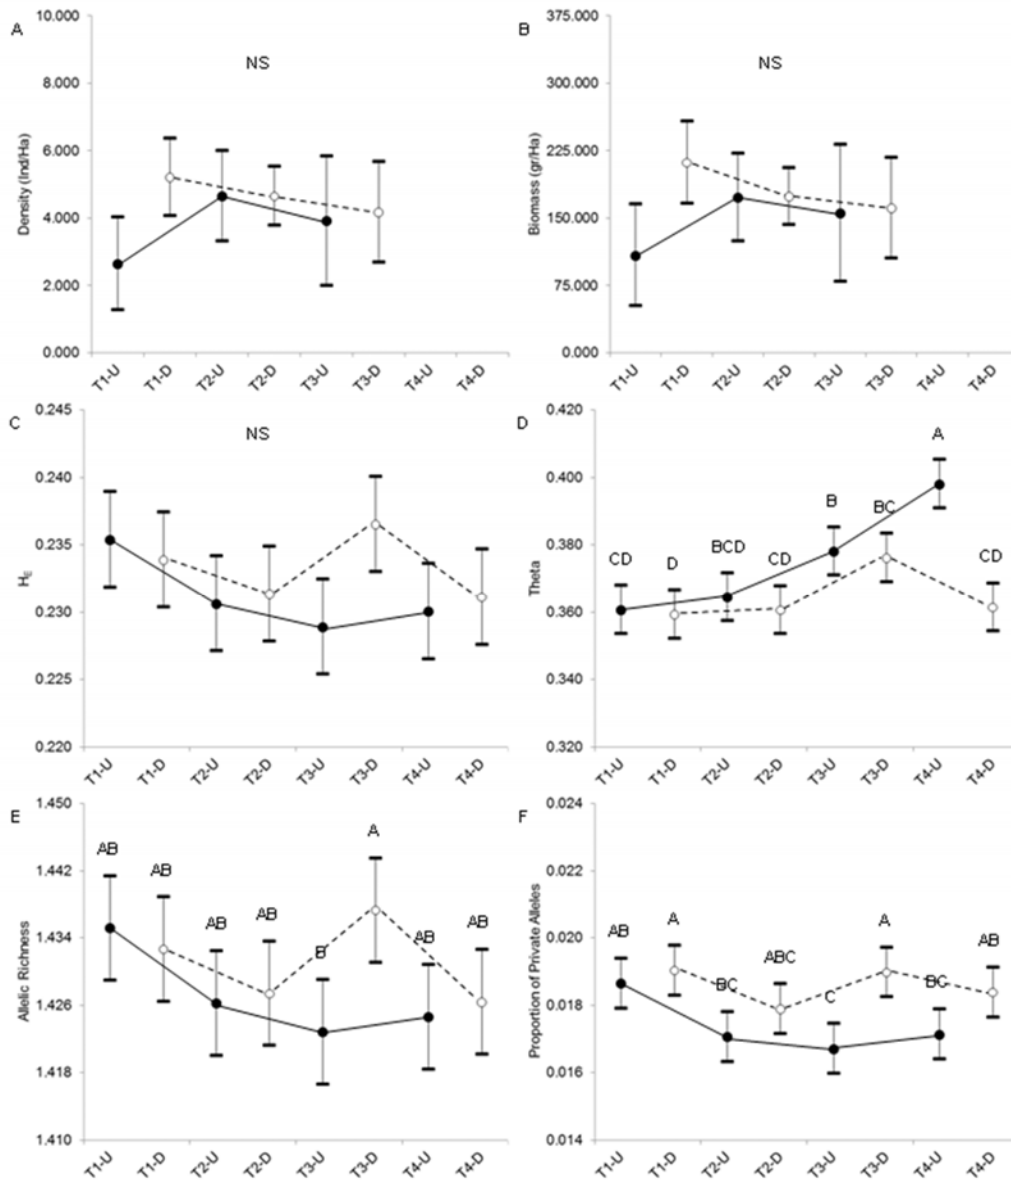 A
Density (Ind/Ha)
10.000
8.000
6.000
4.000
2.000
0.000
NS
T1-U
T1-D
T2-U
T2-D
T3-U
T3-D
T4-U
T4-D
B
Biomass (gr/Ha)
375.000
300.000
225.000
150.000
75.000
0.000
NS
T1-U
T1-D
T2-U
T2-D
T3-U
T3-D
T4-U
T4-D
C
HE
0.245
0.240
0.235
0.230
0.225
0.220
NS
T1-U
T1-D
T2-U
T2-D
T3-U
T3-D
T4-U
T4-D
D
Theta
0.420
0.400
0.380
0.360
0.340
0.320
CD
D
BCD
CD
B
BC
A
CD
T1-U
T1-D
T2-U
T2-D
T3-U
T3-D
T4-U
T4-D
E
Allelic Richness
1.450
1.442
1.434
1.426
1.418
1.410
AB
AB
AB
AB
B
A
AB
AB
T1-U
T1-D
T2-U
T2-D
T3-U
T3-D
T4-U
T4-D
F
Proportion of Private Alleles
0.024
0.022
0.020
0.018
0.016
0.014
AB
A
BC
ABC
C
A
BC
AB
T1-U
T1-D
T2-U
T2-D
T3-U
T3-D
T4-U
T4-D